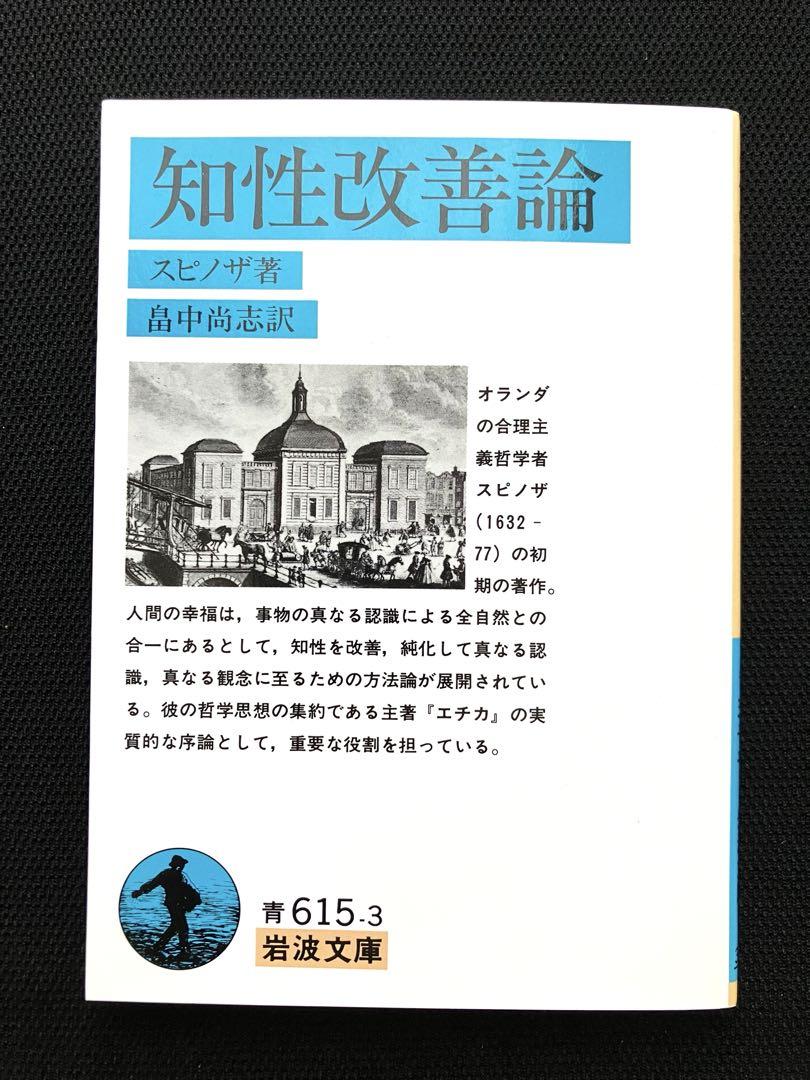 知性改善論
スピノザ著
畠中尚志訳
オランダ
の合理主
義哲学者
スピノザ
(1632－
77)の初
期の著作。
人間の幸福は，事物の真なる認識による全自然との
合一にあるとして，知性を改善，純化して真なる認
識，真なる観念に至るための方法論が展開されてい
る。彼の哲学思想の集約である主著『エチカ』の実
質的な序論として，重要な役割を担っている。
青615-3
岩波文庫